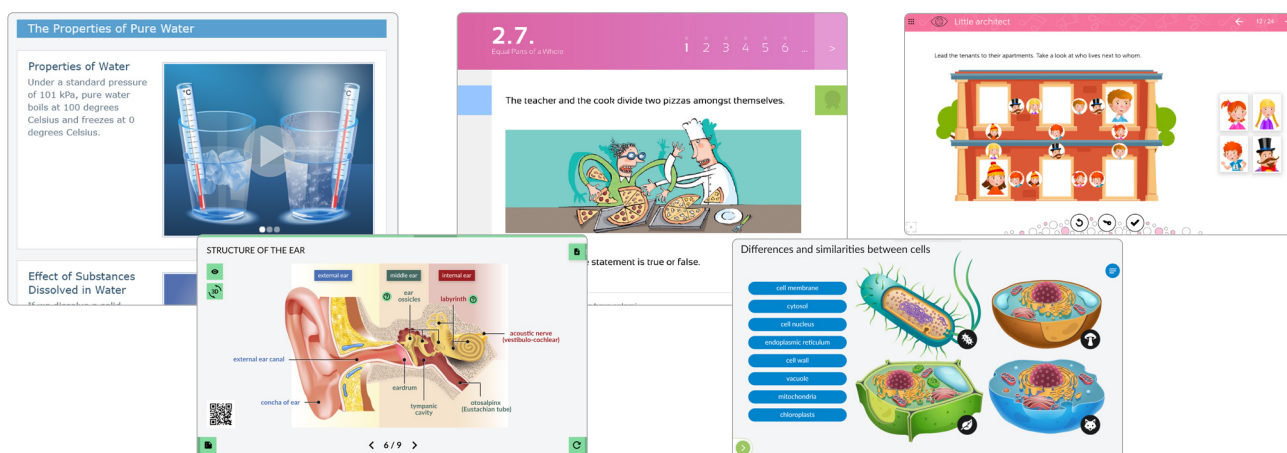 The Properties of Pure Water
Properties of Water
Under a standard pressure
of 101 kPa, pure water
boils at 100 degrees
Celsius and freezes at 0
degrees Celsius.
°C
°C
Effect of Substances
Dissolved in Water
2.7.
Equal Parts of a Whole
1 2 3 4 5 6 ... >
The teacher and the cook divide two pizzas amongst themselves.
statement is true or false.
Little architect
12 / 24
Lead the tenants to their apartments. Take a look at who lives next to whom.
STRUCTURE OF THE EAR
3D
external ear
middle ear
internal ear
ear
ossicles
labyrinth
acoustic nerve
(vestibulo-cochlear)
external ear canal
eardrum
concha of ear
tympanic
cavity
otosalpinx
(Eustachian tube)
6 / 9
Differences and similarities between cells
cell membrane
cytosol
cell nucleus
endoplasmic reticulum
cell wall
vacuole
mitochondria
chloroplasts